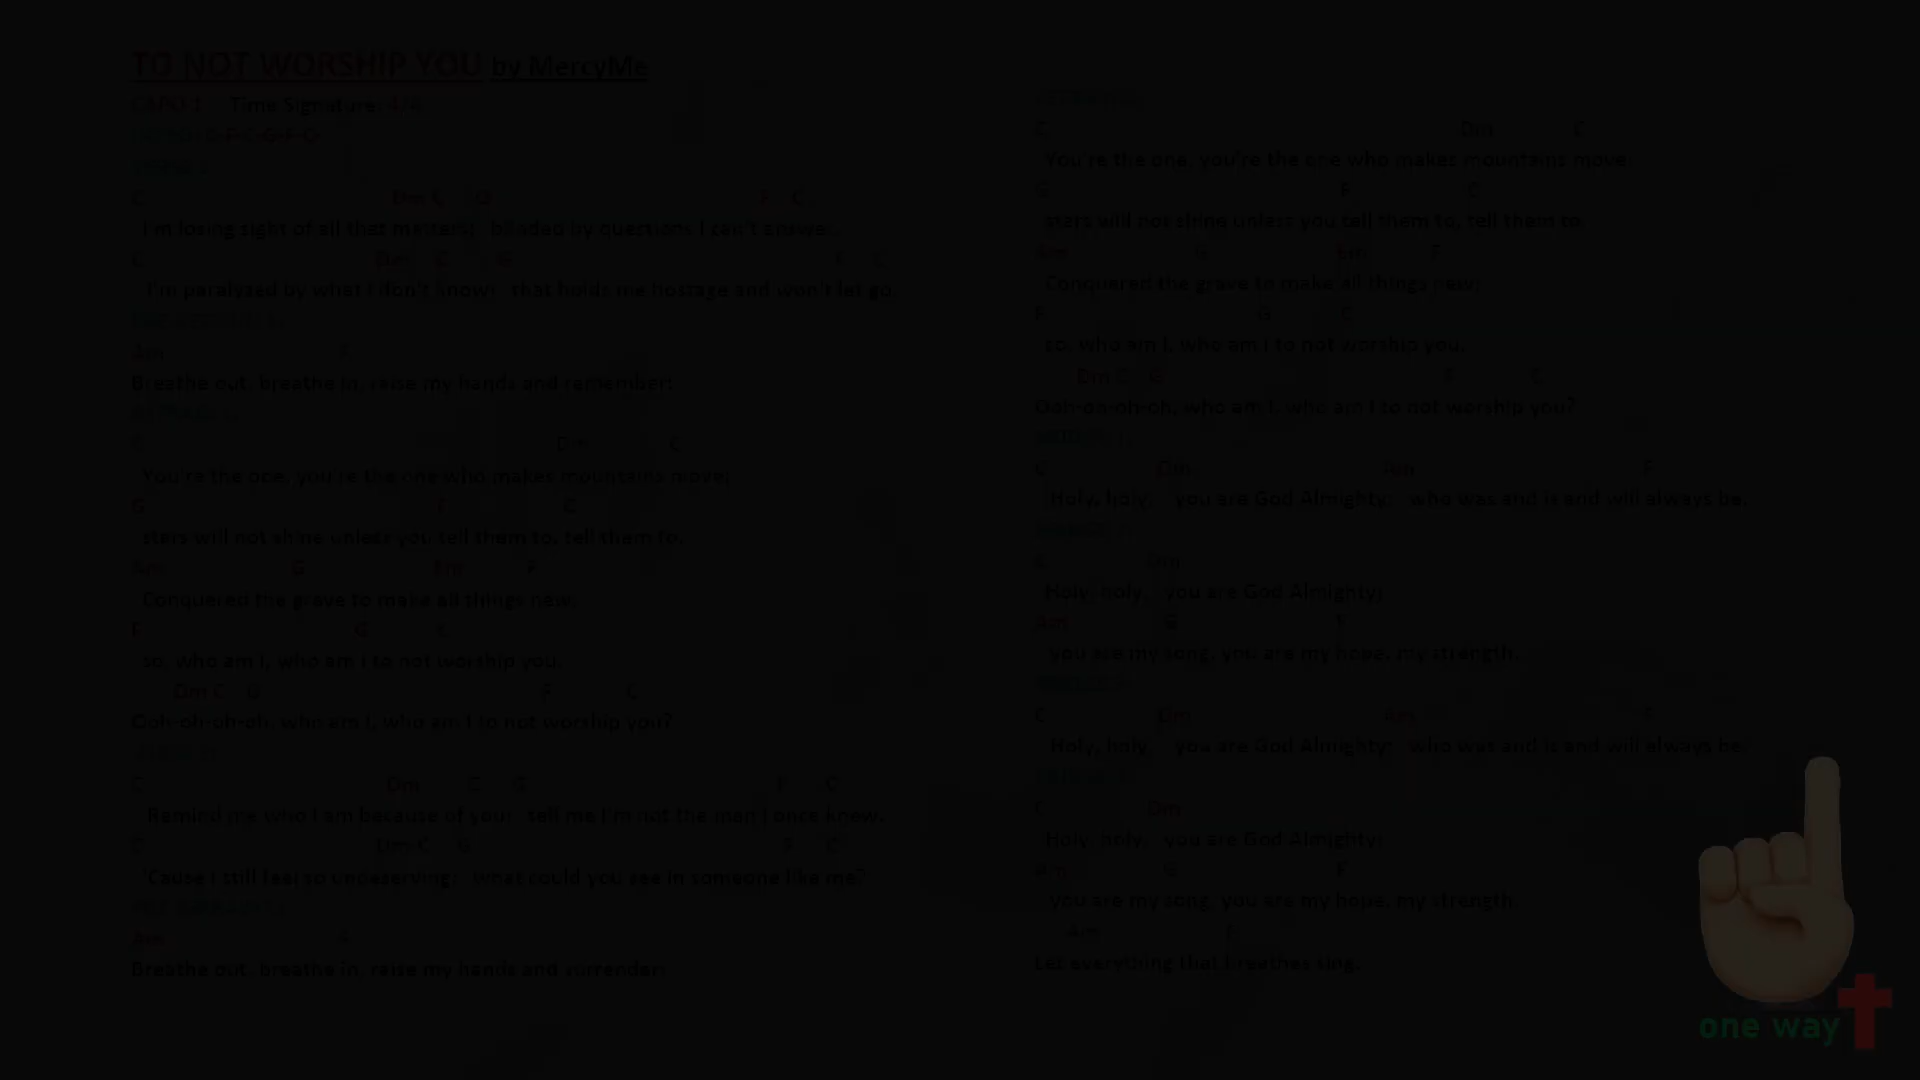 TO NOT WORSHIP YOU by MercyMe
CAPO 1 Time Signature: 4/4
C F C G F C
C Dm C G F C
I'm losing sight of all that matters; blinded by questions I can't answer.
C Dm C G F C
I'm paralyzed by what I don't know; that holds me hostage and won't let go.
Am F
Breathe out, breathe in, raise my hands and remember:
C Dm C
You're the one, you're the one who makes mountains move;
G F C
stars will not shine unless you tell them to, tell them to.
Am G Em F
Conquered the grave to make all things new,
F G C
so, who am I, who am I to not worship you.
Dm C G F C
Ooh-oh-oh-oh, who am I, who am I to not worship you?
C Dm C G F C
Remind me who I am because of you; tell me I'm not the man I once knew.
C Dm C G F C
'Cause I still feel so undeserving; what could you see in someone like me?
Am F
Breathe out, breathe in, raise my hands and surrender:
C Dm C
You're the one, you're the one who makes mountains move
G F C
stars will not shine unless you tell them to, tell them to.
Am G Em F
Conquered the grave to make all things new;
F G C
so, who am I, who am I to not worship you.
Dm C G F C
Ooh-oh-oh-oh, who am I, who am I to not worship you?
C Dm Am F
Holy, holy, you are God Almighty; who was and is and will always be.
C Dm
Holy, holy, you are God Almighty;
Am G F
you are my song, you are my hope, my strength.
C Dm Am F
Holy, holy, you are God Almighty; who was and is and will always be.
C Dm
Holy, holy, you are God Almighty;
Am G F
you are my song, you are my hope, my strength.
Am
Let everything that breathes sing.
one way